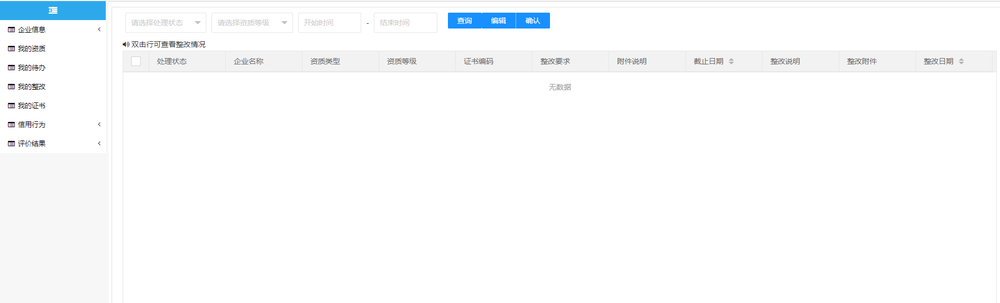 企业信息
我的资质
我的待办
我的整改
我的证书
信用行为
评价结果
请选择处理状态 请选择资质等级 开始时间 - 结束时间 查询 编辑 确认
双击行可查看整改情况
处理状态 企业名称 资质类型 资质等级 证书编码 整改要求 附件说明 截止日期 整改说明 整改附件 整改日期
无数据